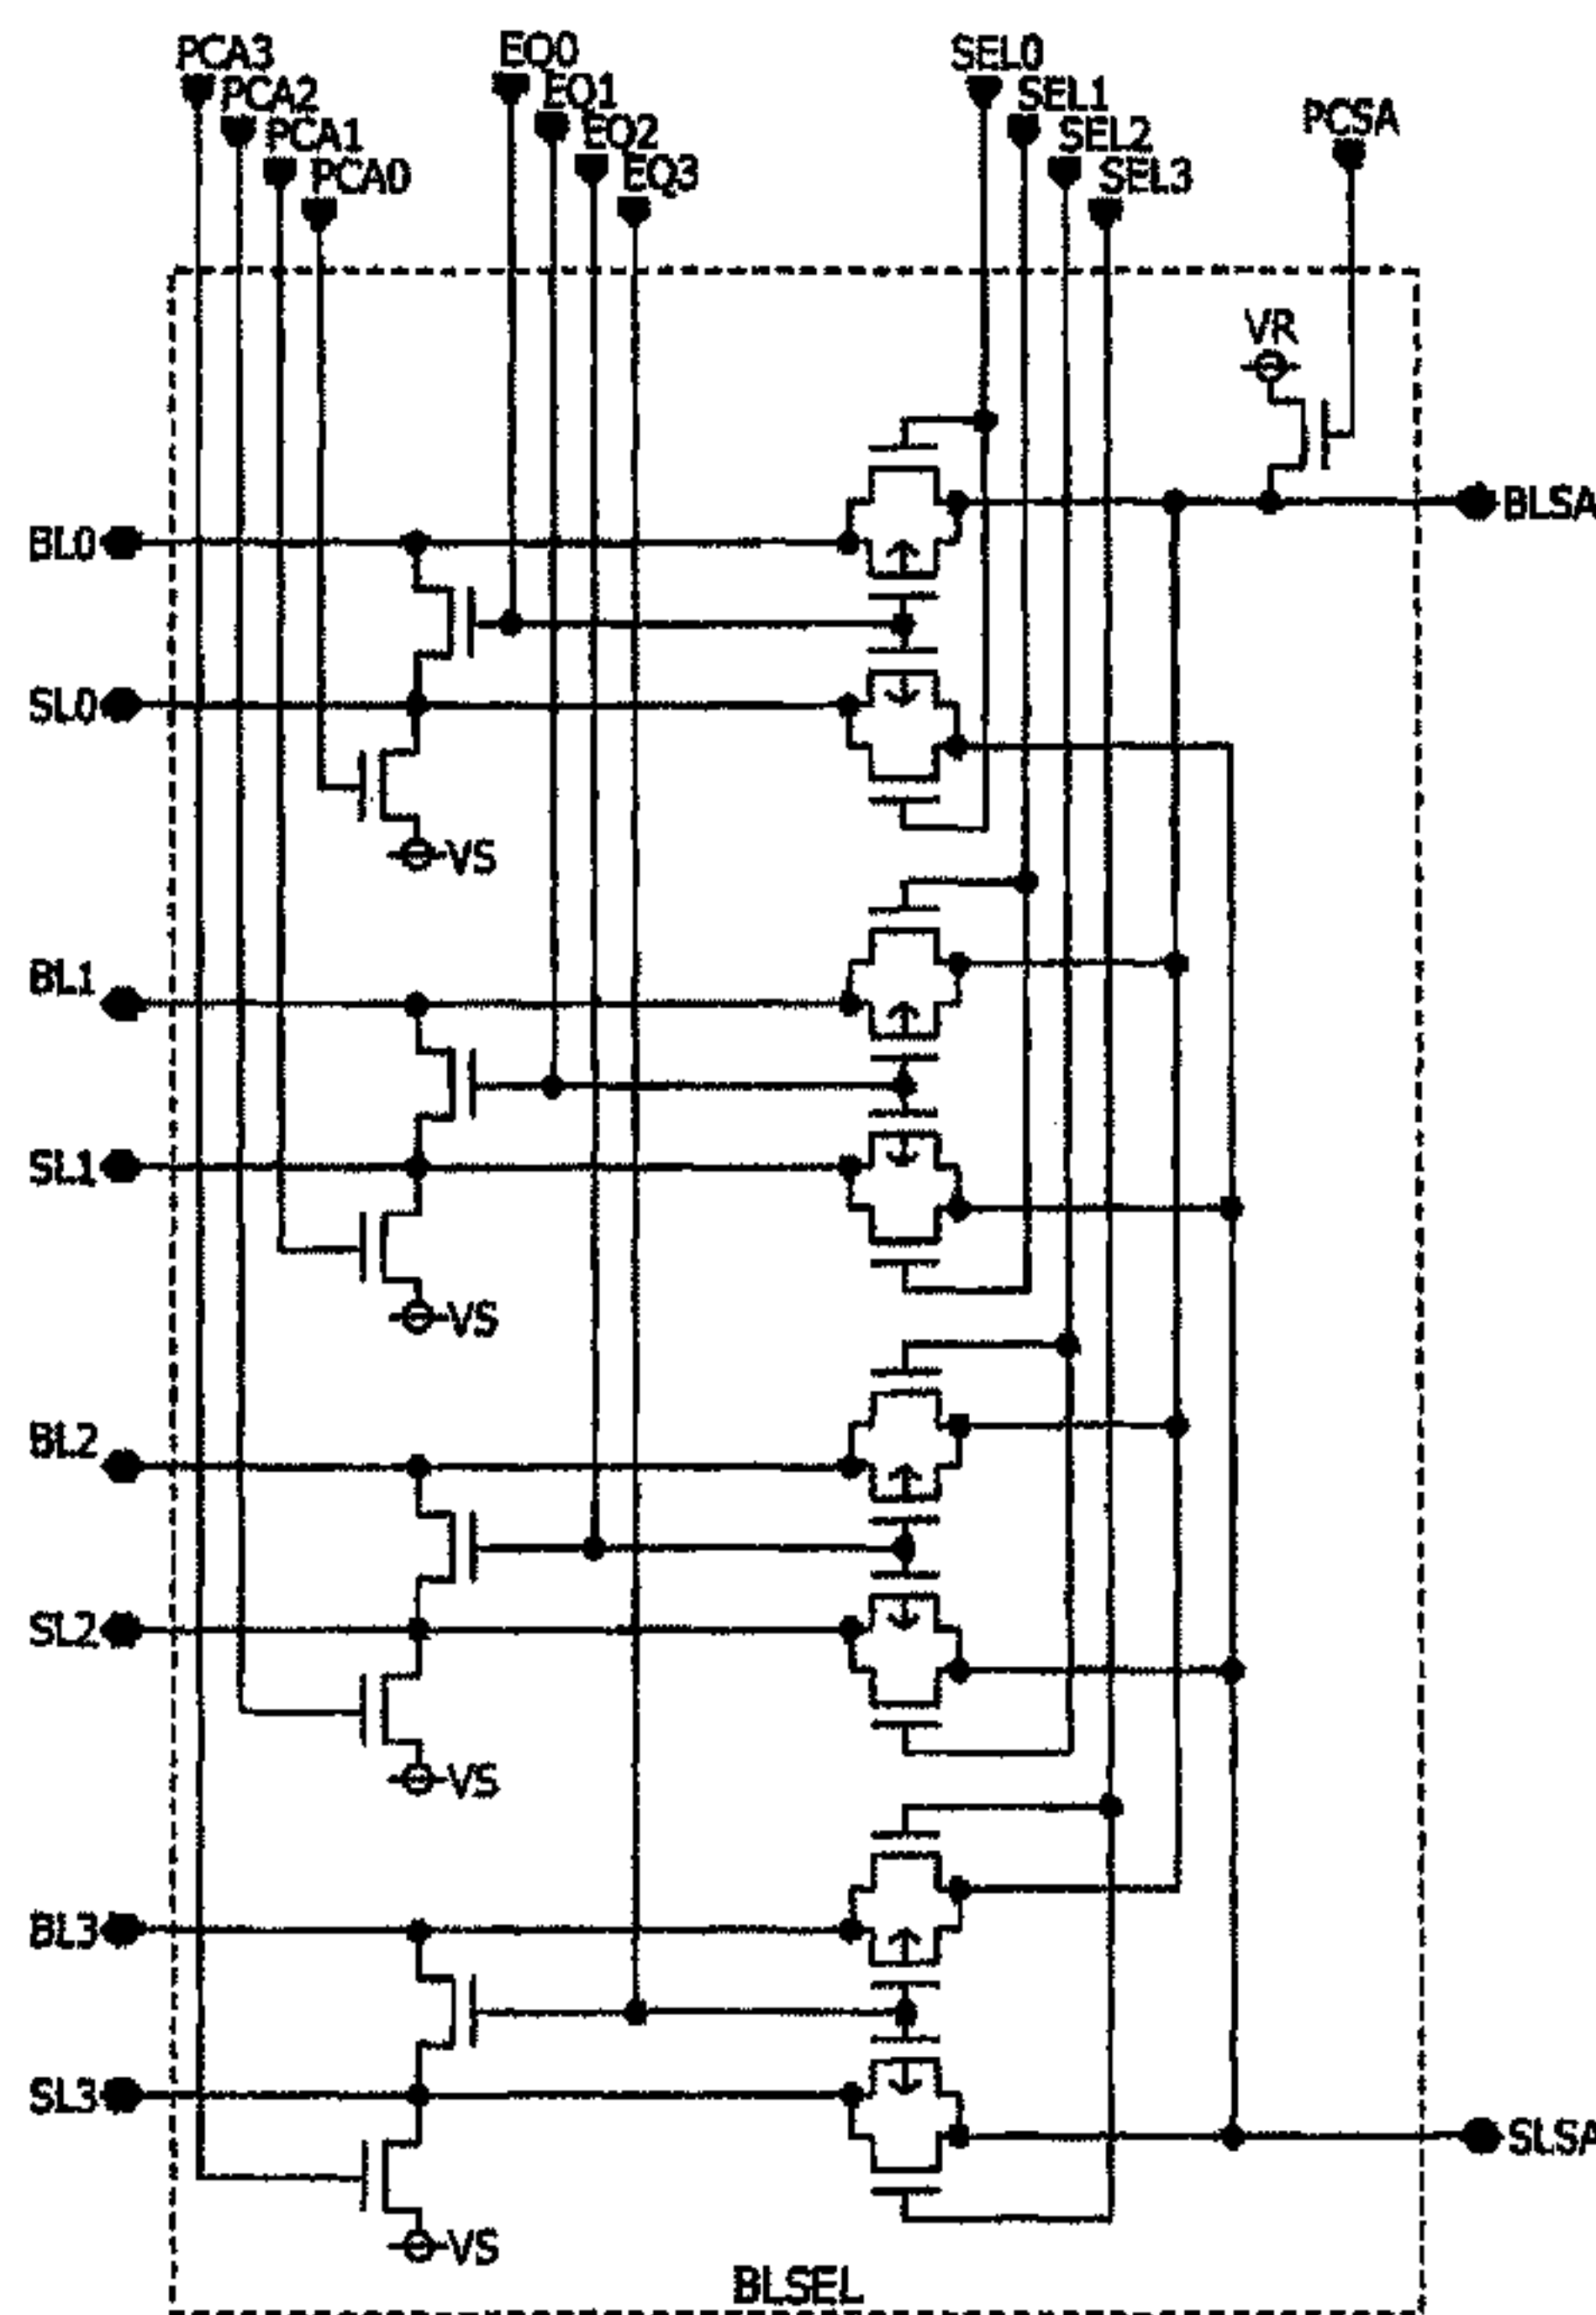 PCA3
PCA2
PCA1
PCA0
EQ0
EQ1
EQ2
EQ3
SEL0
SEL1
SEL2
SEL3
PCSA
VR
BL0
BLSA
SL0
VS
BL1
SL1
VS
BL2
SL2
VS
BL3
SL3
SLSA
VS
BLSEL